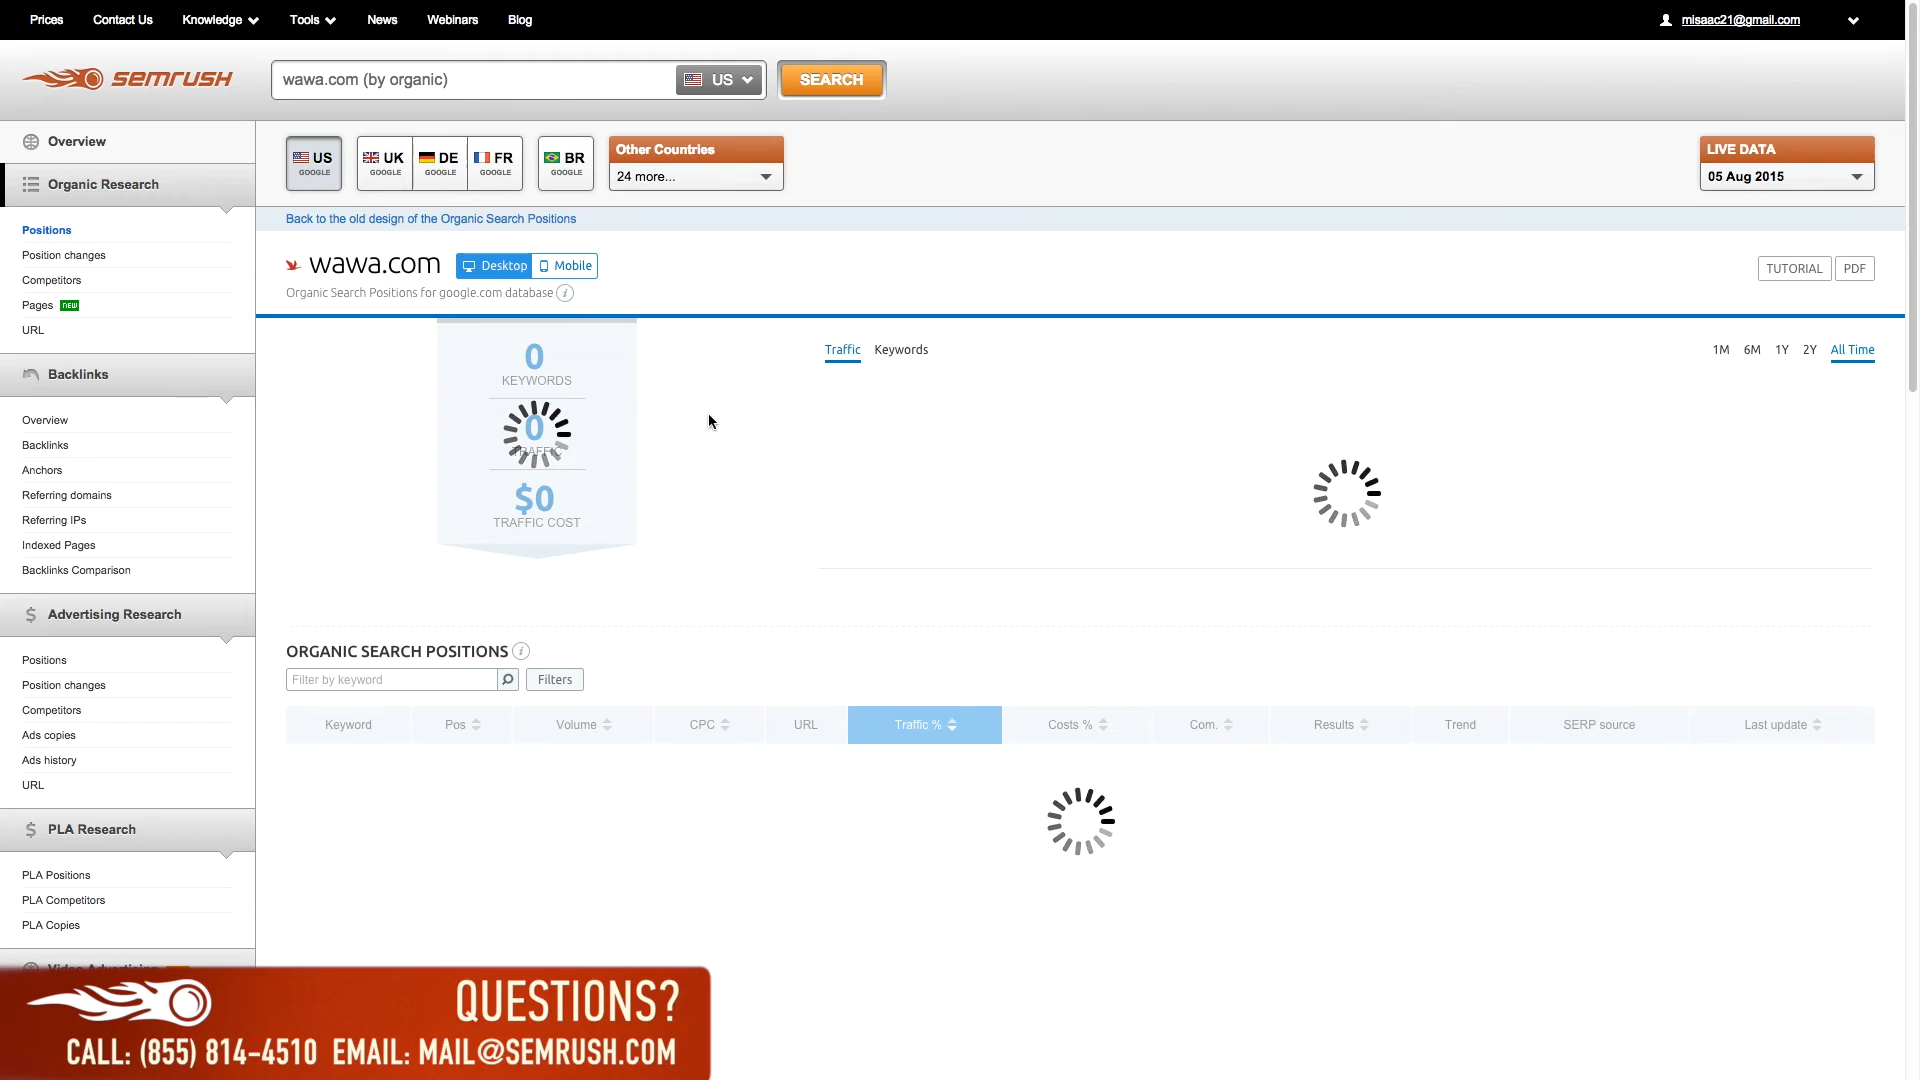 Prices Contact Us Knowledge Tools News Webinars Blog misaac21@gmail.com
semrush wawa.com (by organic) US SEARCH
Overview
Organic Research
Positions
Position changes
Competitors
Pages NEW
URL
Backlinks
Overview
Backlinks
Anchors
Referring domains
Referring IPs
Indexed Pages
Backlinks Comparison
Advertising Research
Positions
Position changes
Competitors
Ads copies
Ads history
URL
PLA Research
PLA Positions
PLA Competitors
PLA Copies
Video Advertising
US GOOGLE
UK GOOGLE
DE GOOGLE
FR GOOGLE
BR GOOGLE
Other Countries
24 more...
LIVE DATA
05 Aug 2015
Back to the old design of the Organic Search Positions
wawa.com Desktop Mobile
TUTORIAL PDF
Organic Search Positions for google.com database i
0
KEYWORDS
0
TRAFFIC
$0
TRAFFIC COST
Traffic Keywords 1M 6M 1Y 2Y All Time
ORGANIC SEARCH POSITIONS i
Filter by keyword Filters
Keyword Pos Volume CPC URL Traffic % Costs % Com. Results Trend SERP source Last update
QUESTIONS?
CALL: (855) 814-4510 EMAIL: MAIL@SEMRUSH.COM